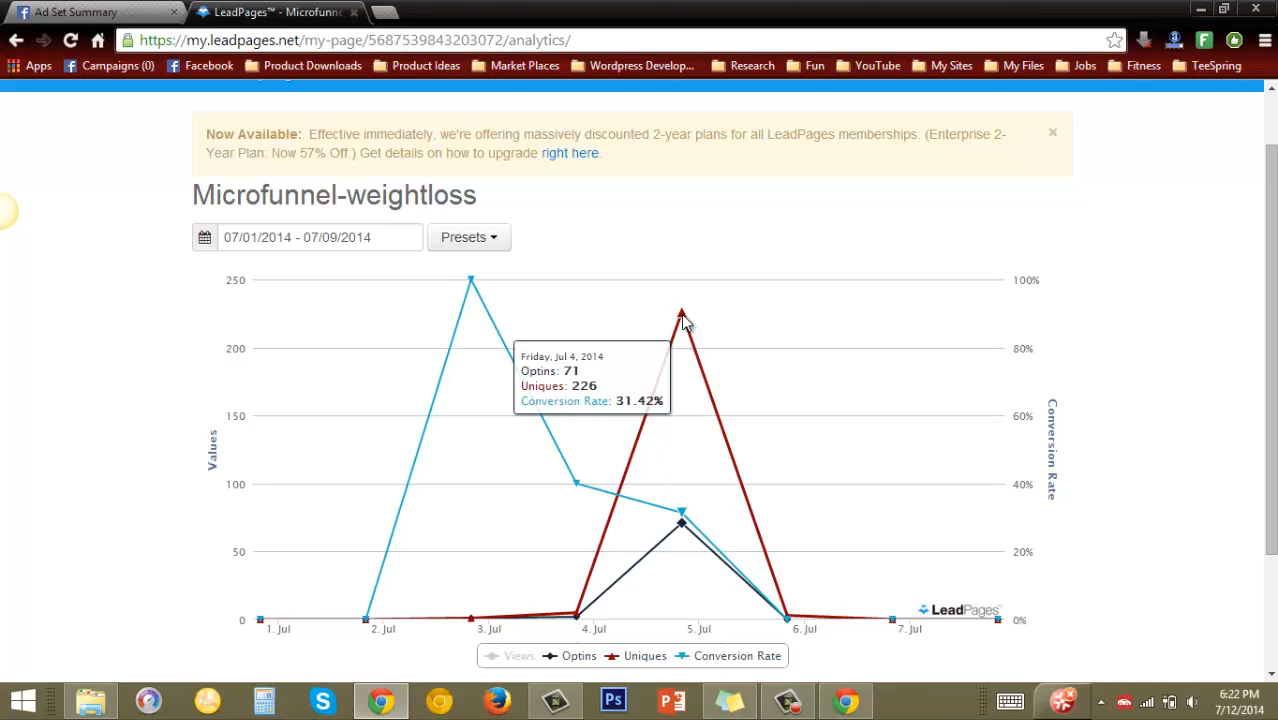 Ad Set Summary
LeadPages™ - Microfunne
https://my.leadpages.net/my-page/5687539843203072/analytics/
Apps Campaigns (0) Facebook Product Downloads Product Ideas Market Places Wordpress Develop... Research Fun YouTube My Sites My Files Jobs Fitness TeeSpring
Now Available: Effective immediately, we're offering massively discounted 2-year plans for all LeadPages memberships. (Enterprise 2-
Year Plan: Now 57% Off.) Get details on how to upgrade right here.
Microfunnel-weightloss
07/01/2014 - 07/09/2014 Presets
250 100%
200 80%
150 60%
100 40%
50 20%
0 0%
Values
Conversion Rate
Friday, Jul 4, 2014
Optins: 71
Uniques: 226
Conversion Rate: 31.42%
LeadPages™
1. Jul 2. Jul 3. Jul 4. Jul 5. Jul 6. Jul 7. Jul
Views Optins Uniques Conversion Rate
6:22 PM
7/12/2014